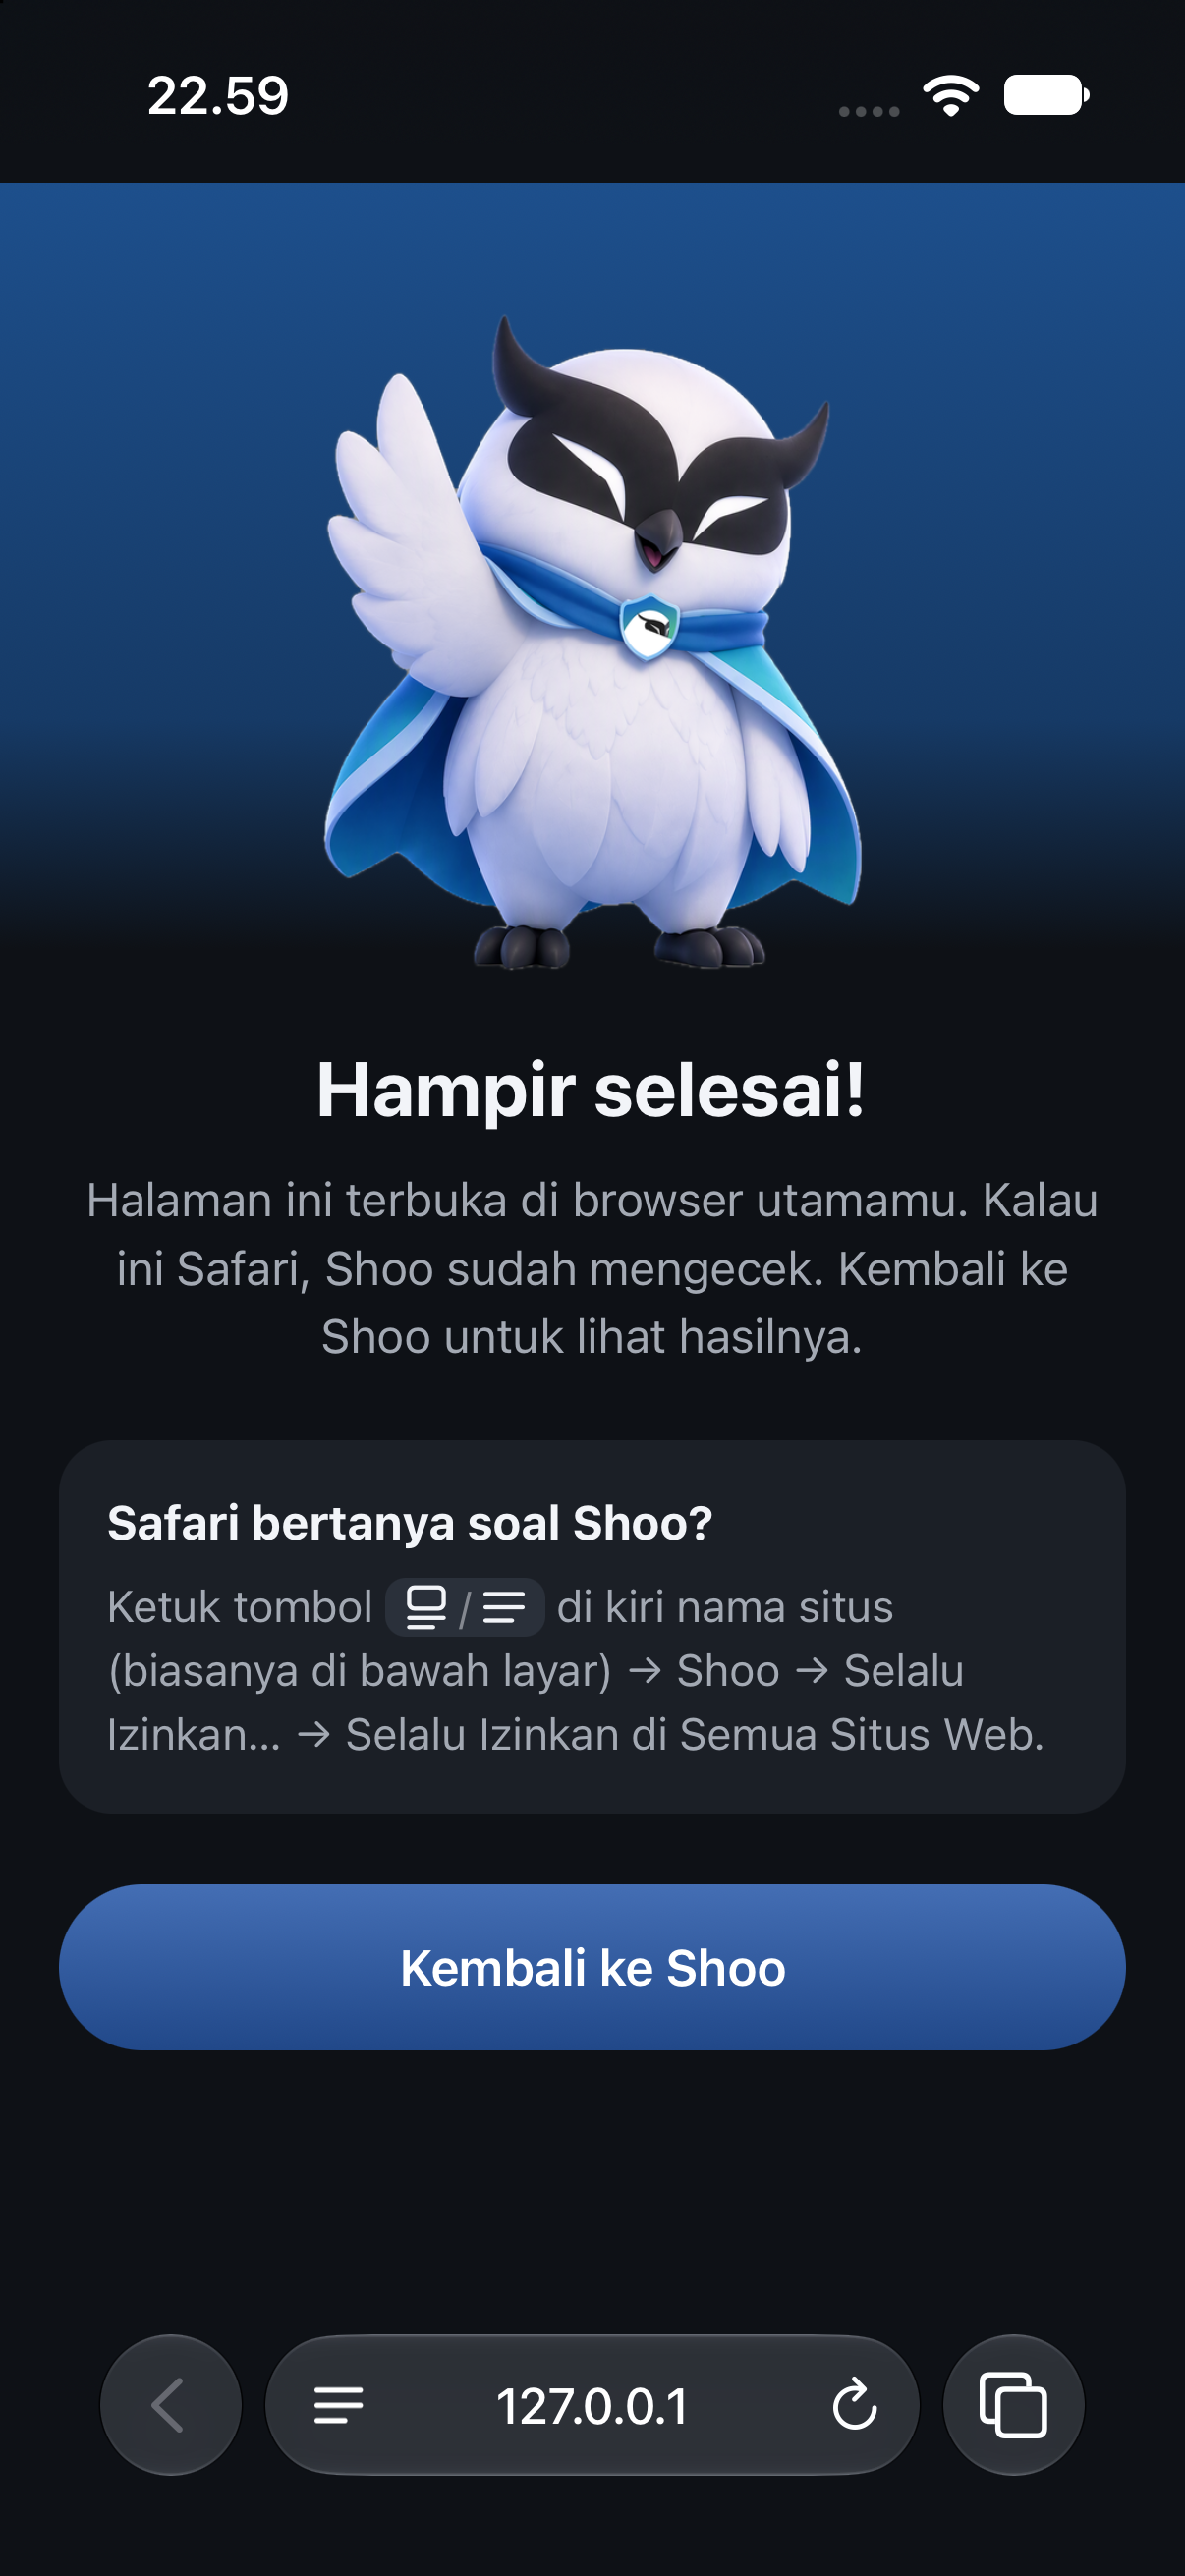 22.59
Hampir selesai!
Halaman ini terbuka di browser utamamu. Kalau
ini Safari, Shoo sudah mengecek. Kembali ke
Shoo untuk lihat hasilnya.
Safari bertanya soal Shoo?
Ketuk tombol / di kiri nama situs
(biasanya di bawah layar) → Shoo → Selalu
Izinkan... → Selalu Izinkan di Semua Situs Web.
Kembali ke Shoo
127.0.0.1